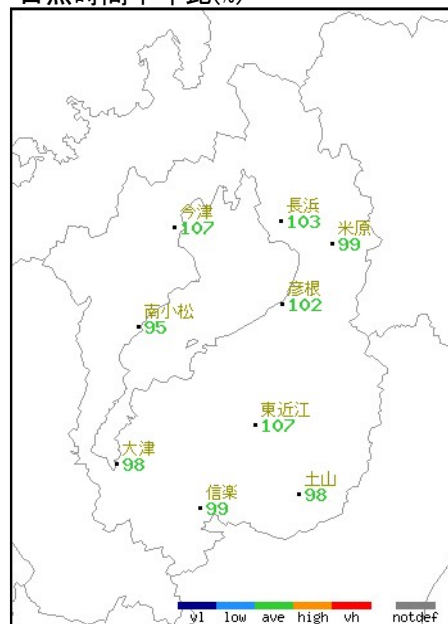 日照時間平年比(%)
今津
107
長浜
103
米原
99
彦根
102
南小松
95
東近江
107
大津
98
信楽
99
土山
98
vl low ave high vh notdef